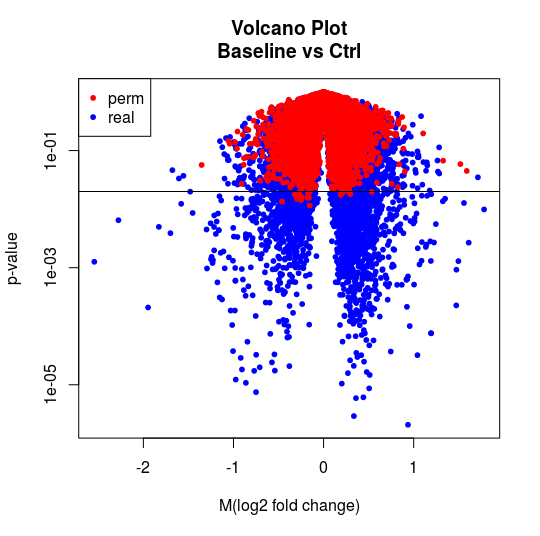 Volcano Plot
Baseline vs Ctrl
perm
real
1e-01
1e-03
1e-05
p-value
-2 -1 0 1
M(log2 fold change)